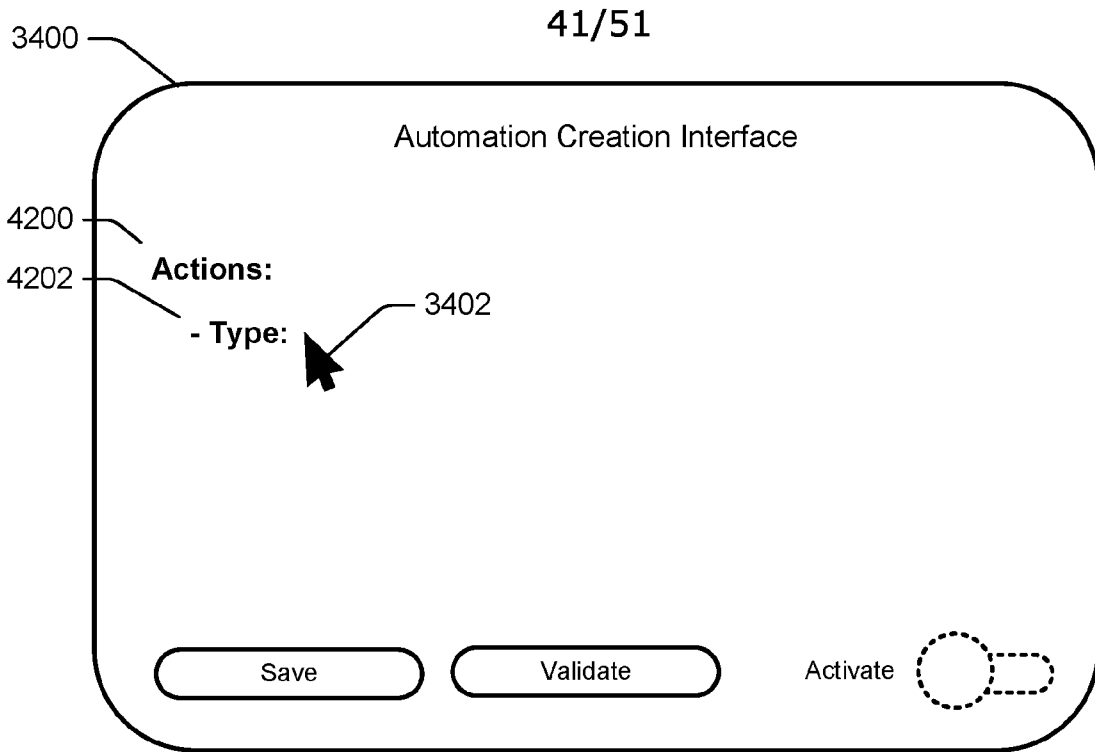 41/51
3400
Automation Creation Interface
4200
Actions:
4202
3402
- Type:
Save
Validate
Activate